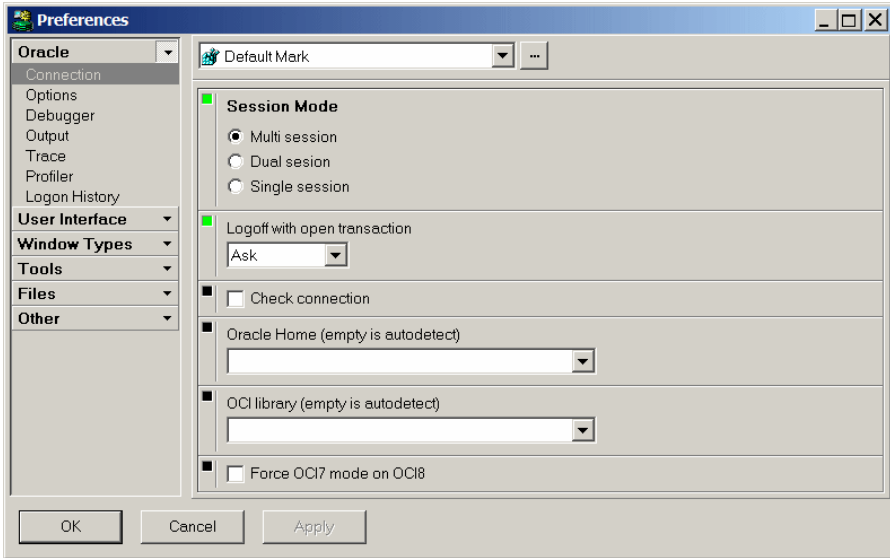 Preferences
Oracle
Connection
Options
Debugger
Output
Trace
Profiler
Logon History
User Interface
Window Types
Tools
Files
Other
Default Mark
...
Session Mode
Multi session
Dual sesion
Single session
Logoff with open transaction
Ask
Check connection
Oracle Home (empty is autodetect)
OCI library (empty is autodetect)
Force OCI7 mode on OCI8
OK
Cancel
Apply